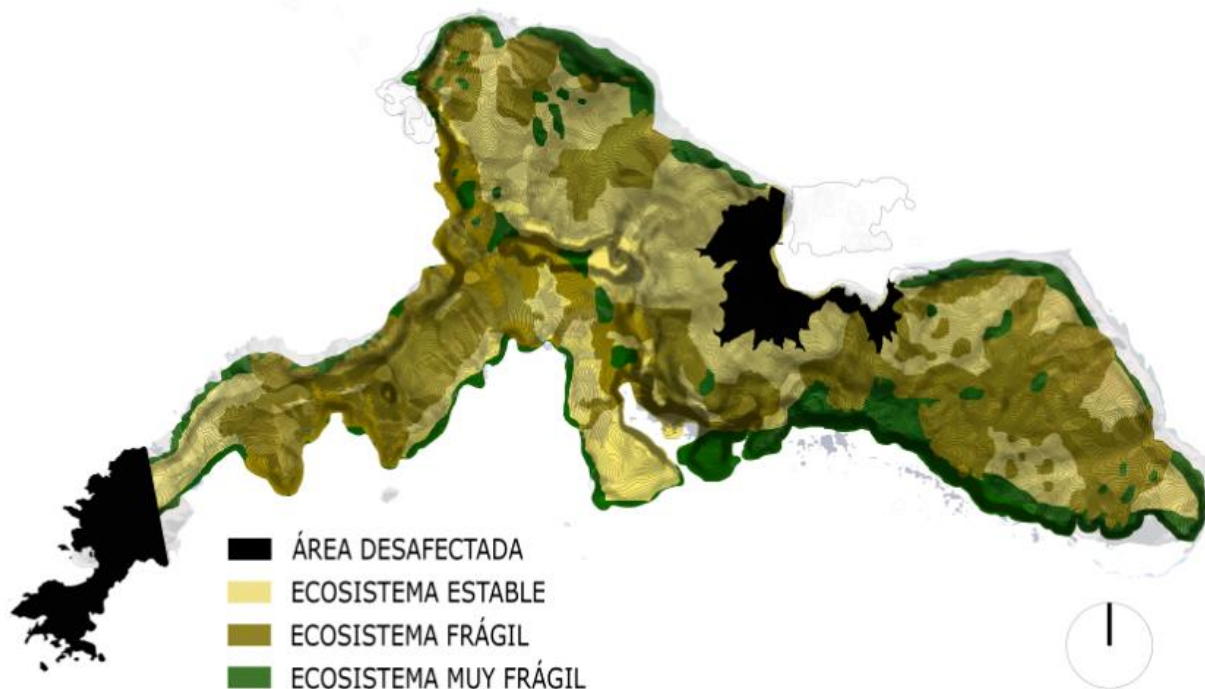 ÁREA DESAFECTADA
ECOSISTEMA ESTABLE
ECOSISTEMA FRÁGIL
ECOSISTEMA MUY FRÁGIL